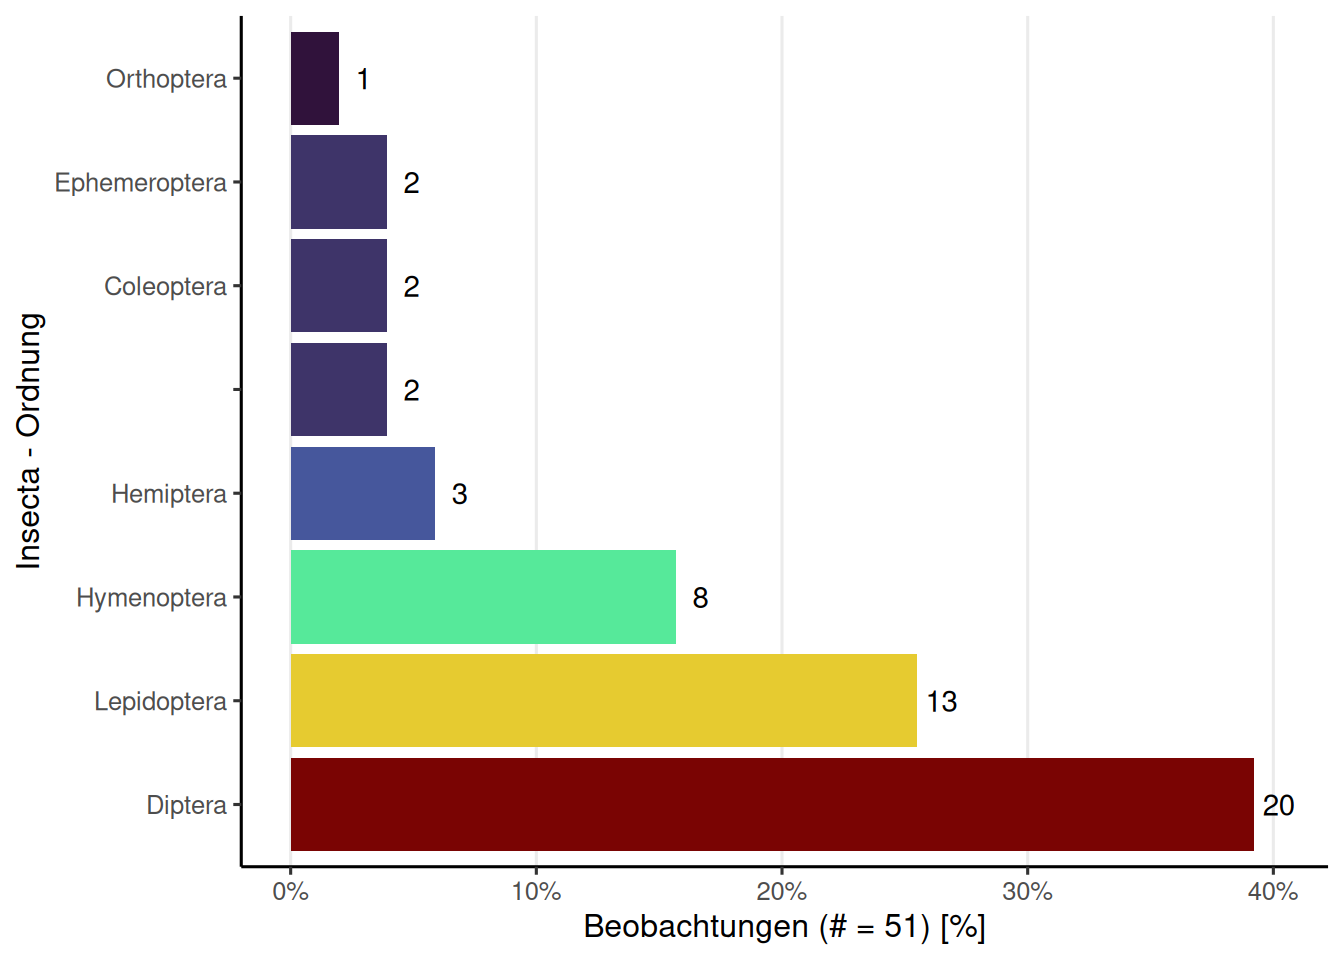 Insecta - Ordnung
Orthoptera 1
Ephemeroptera 2
Coleoptera 2
2
Hemiptera 3
Hymenoptera 8
Lepidoptera 13
Diptera 20
0% 10% 20% 30% 40%
Beobachtungen (# = 51) [%]